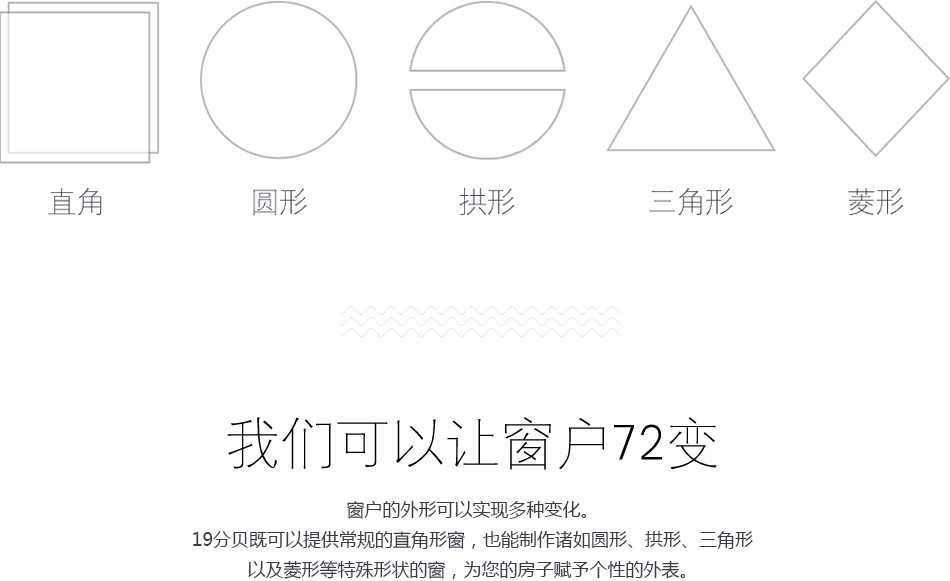 直角 圆形 拱形 三角形 菱形
我们可以让窗户72变
窗户的外形可以实现多种变化。
19分贝既可以提供常规的直角形窗，也能制作诸如圆形、拱形、三角形
以及菱形等特殊形状的窗，为您的房子赋予个性的外表。